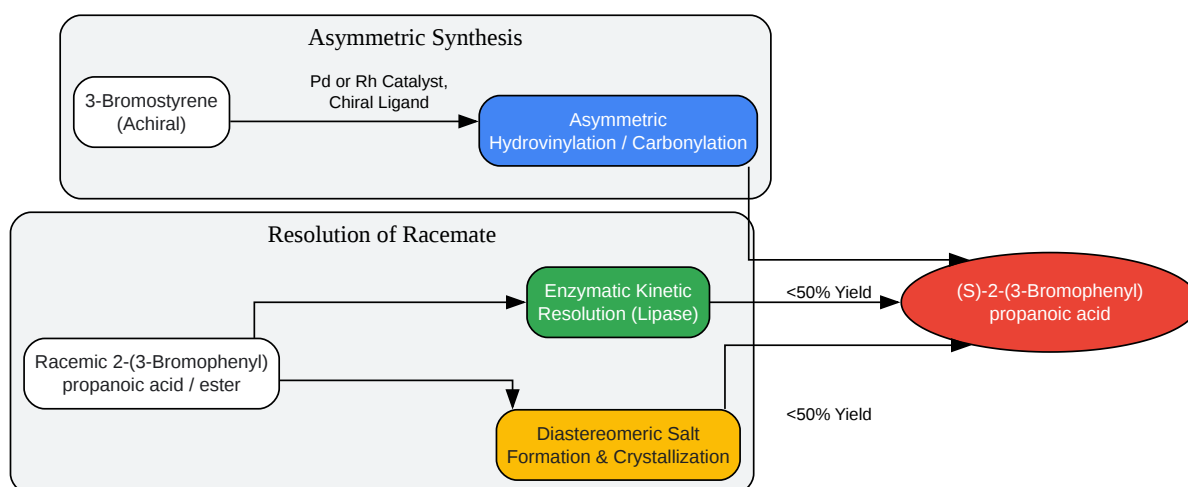 Asymmetric Synthesis
3-Bromostyrene
(Achiral)
Pd or Rh Catalyst,
Chiral Ligand
Asymmetric
Hydrovinylation / Carbonylation
Resolution of Racemate
Racemic 2-(3-Bromophenyl)
propanoic acid / ester
Enzymatic Kinetic
Resolution (Lipase)
<50% Yield
(S)-2-(3-Bromophenyl)
propanoic acid
Diastereomeric Salt
Formation & Crystallization
<50% Yield